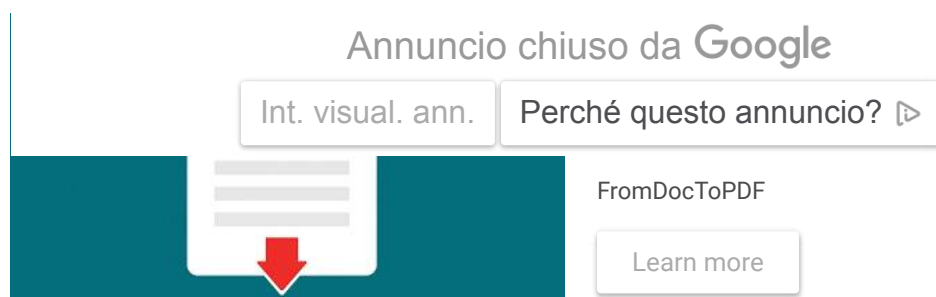 Annuncio chiuso da Google
Int. visual. ann. Perché questo annuncio?
FromDocToPDF
Learn more